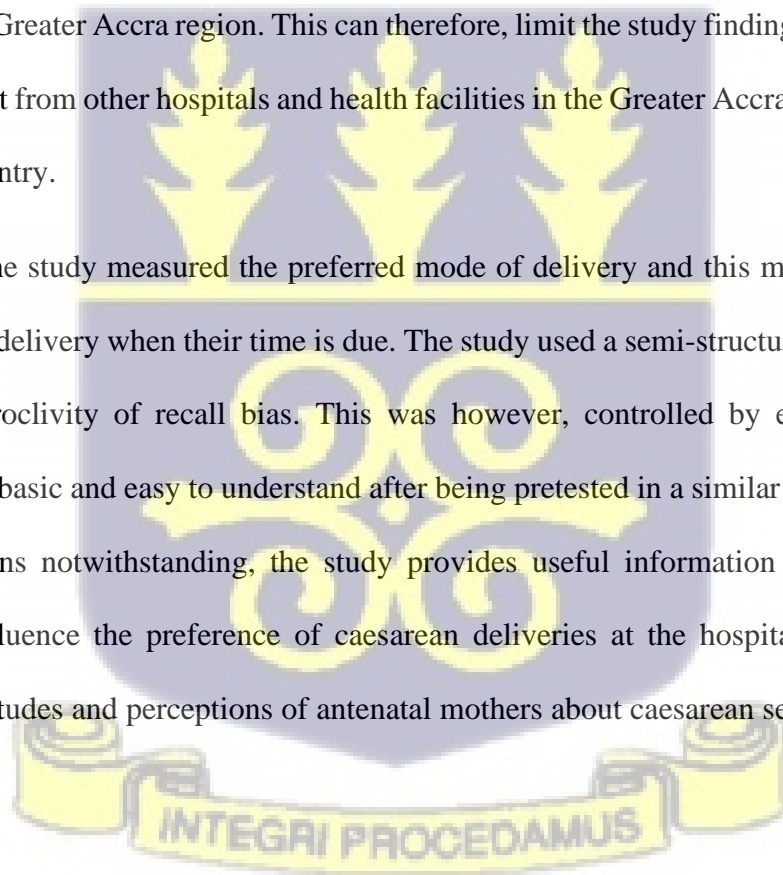 Greater Accra region. This can therefore, limit the study finding
from other hospitals and health facilities in the Greater Accra
ntry.
e study measured the preferred mode of delivery and this m
delivery when their time is due. The study used a semi-structu
roclivity of recall bias. This was however, controlled by e
basic and easy to understand after being pretested in a similar
ns notwithstanding, the study provides useful information
luence the preference of caesarean deliveries at the hospita
tudes and perceptions of antenatal mothers about caesarean se
INTEGRI PROCEDAMUS